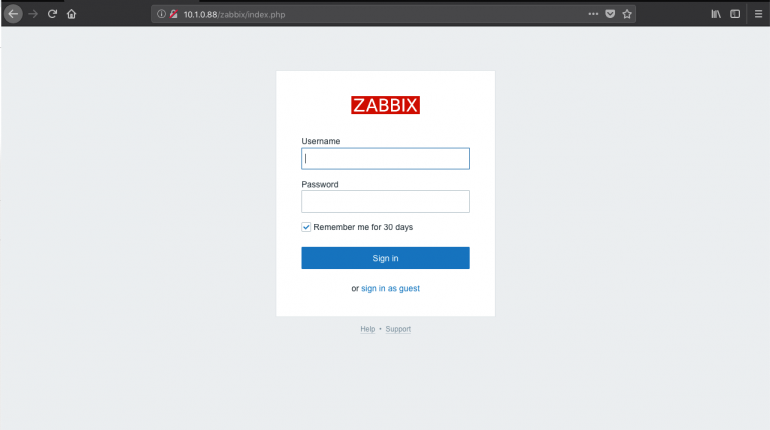 10.1.0.88/zabbix/index.php
ZABBIX
Username
Password
Remember me for 30 days
Sign in
or sign in as guest
Help • Support